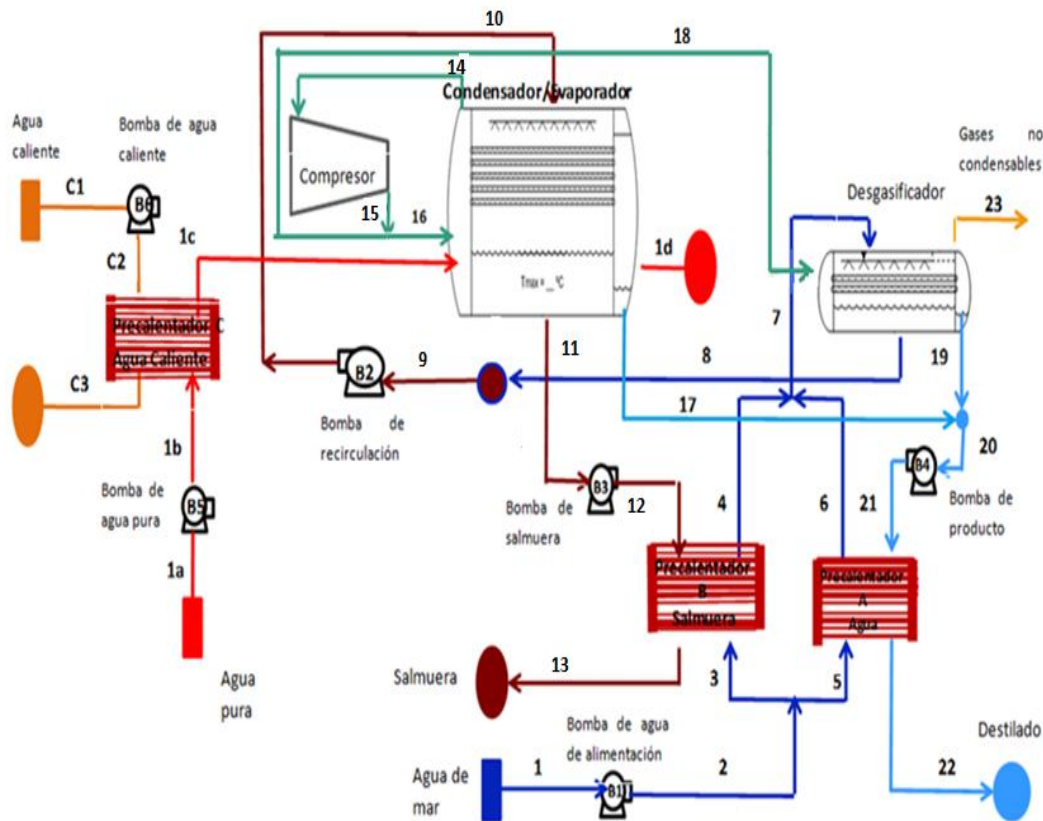 10
18
14
Condensador/Evaporador
Agua
caliente
Bomba de agua
caliente
Gases no
condensables
Compresor
Desgasificador
C1
B6
15
16
23
1c
1d
C2
Tmax = __ ºC
7
Precalentador C
Agua Caliente
C3
B2
9
11
8
19
17
Bomba de
recirculación
1b
20
B4
Bomba de
agua pura
B5
B3
12
4
6
21
Bomba de
producto
Bomba de
salmuera
1a
Precalentador
B
Salmuera
Precalentador
A
Agua
Salmuera
13
3
5
Agua
pura
Bomba de agua
de alimentación
Destilado
Agua de
mar
1
B1
2
22